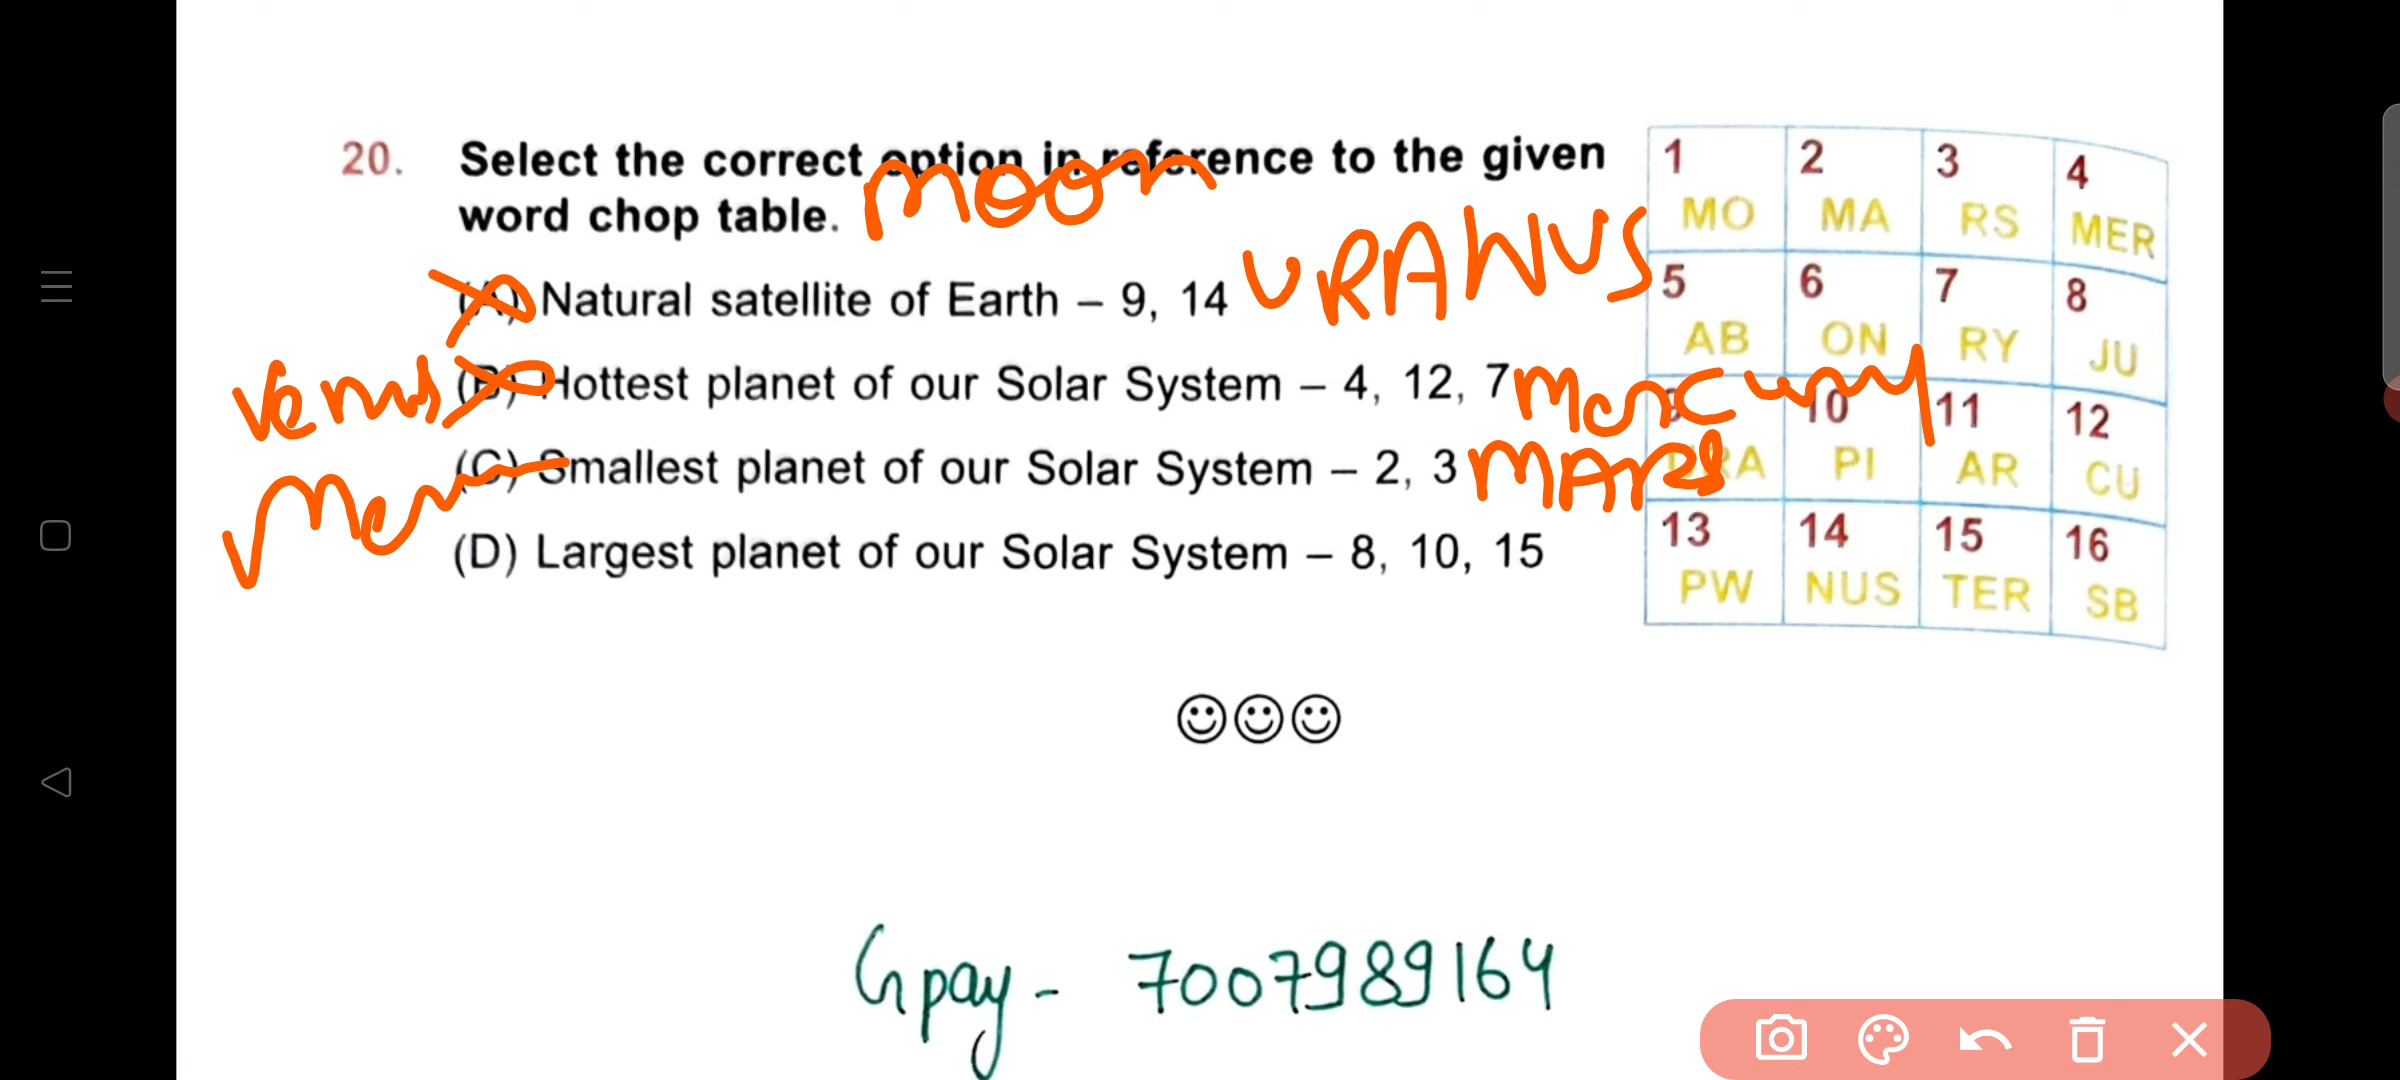 20. Select the correct option in reference to the given
word chop table.
moon
(A) Natural satellite of Earth – 9, 14
URANUS
Venus
(B) Hottest planet of our Solar System – 4, 12, 7
Mercury
(C) Smallest planet of our Solar System – 2, 3
MARS
Mer
(D) Largest planet of our Solar System – 8, 10, 15
1 2 3 4
MO MA RS MER
5 6 7 8
AB ON RY JU
9 10 11 12
URA PI AR CU
13 14 15 16
PW NUS TER SB
Gpay - 7007989164